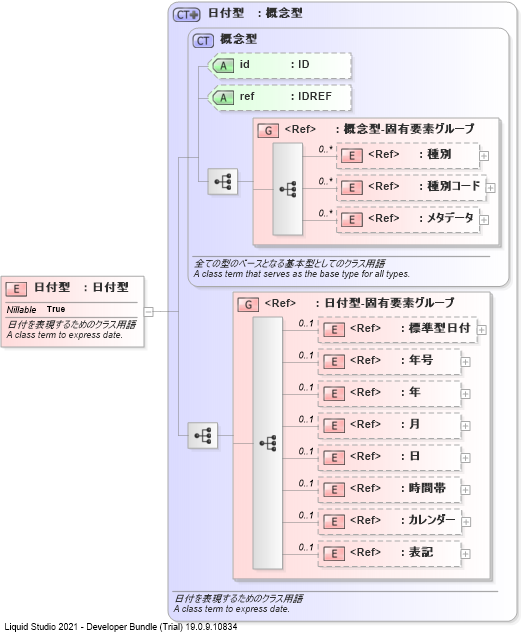 CT 日付型 : 概念型
CT 概念型
A id : ID
A ref : IDREF
G <Ref> : 概念型-固有要素グループ
0..*
E <Ref> : 種別
0..*
E <Ref> : 種別コード
0..*
E <Ref> : メタデータ
全ての型のベースとなる基本型としてのクラス用語
A class term that serves as the base type for all types.
E 日付型 : 日付型
Nillable True
日付を表現するためのクラス用語
A class term to express date.
G <Ref> : 日付型-固有要素グループ
0..1
E <Ref> : 標準型日付
0..1
E <Ref> : 年号
0..1
E <Ref> : 年
0..1
E <Ref> : 月
0..1
E <Ref> : 日
0..1
E <Ref> : 時間帯
0..1
E <Ref> : カレンダー
0..1
E <Ref> : 表記
日付を表現するためのクラス用語
A class term to express date.
Liquid Studio 2021 - Developer Bundle (Trial) 19.0.9.10834